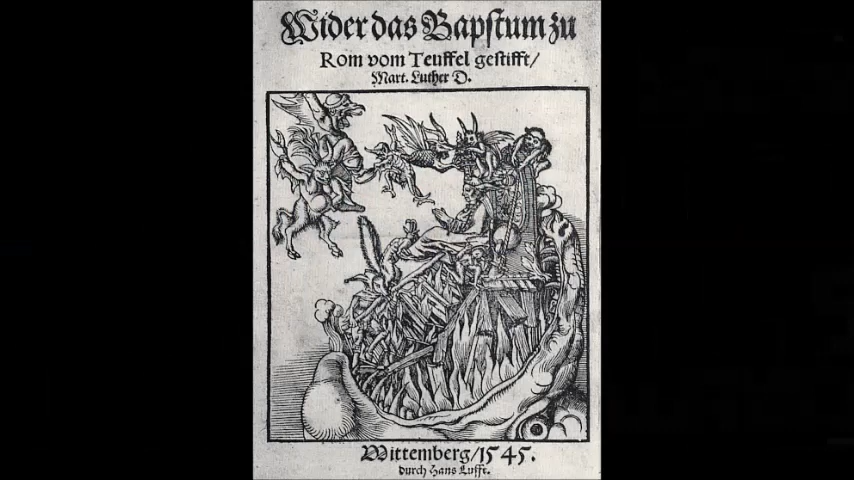 Wider das Bapstum zu
Rom vom Teuffel gestifft/
Mart. Luther D.
Wittemberg/1545.
durch Hans Lufft.